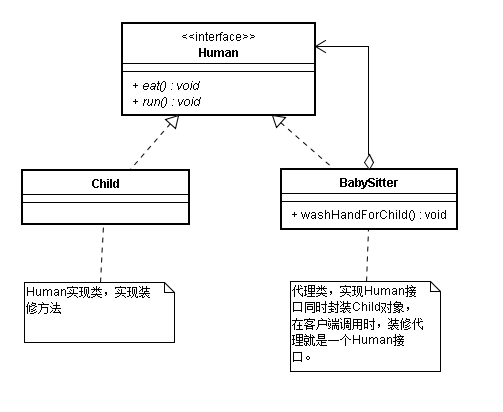 <<interface>>
Human
+ eat() : void
+ run() : void
Child
BabySitter
+ washHandForChild() : void
Human实现类，实现装
修方法
代理类，实现Human接
口同时封装Child对象，
在客户端调用时，装修代
理就是一个Human接
口。